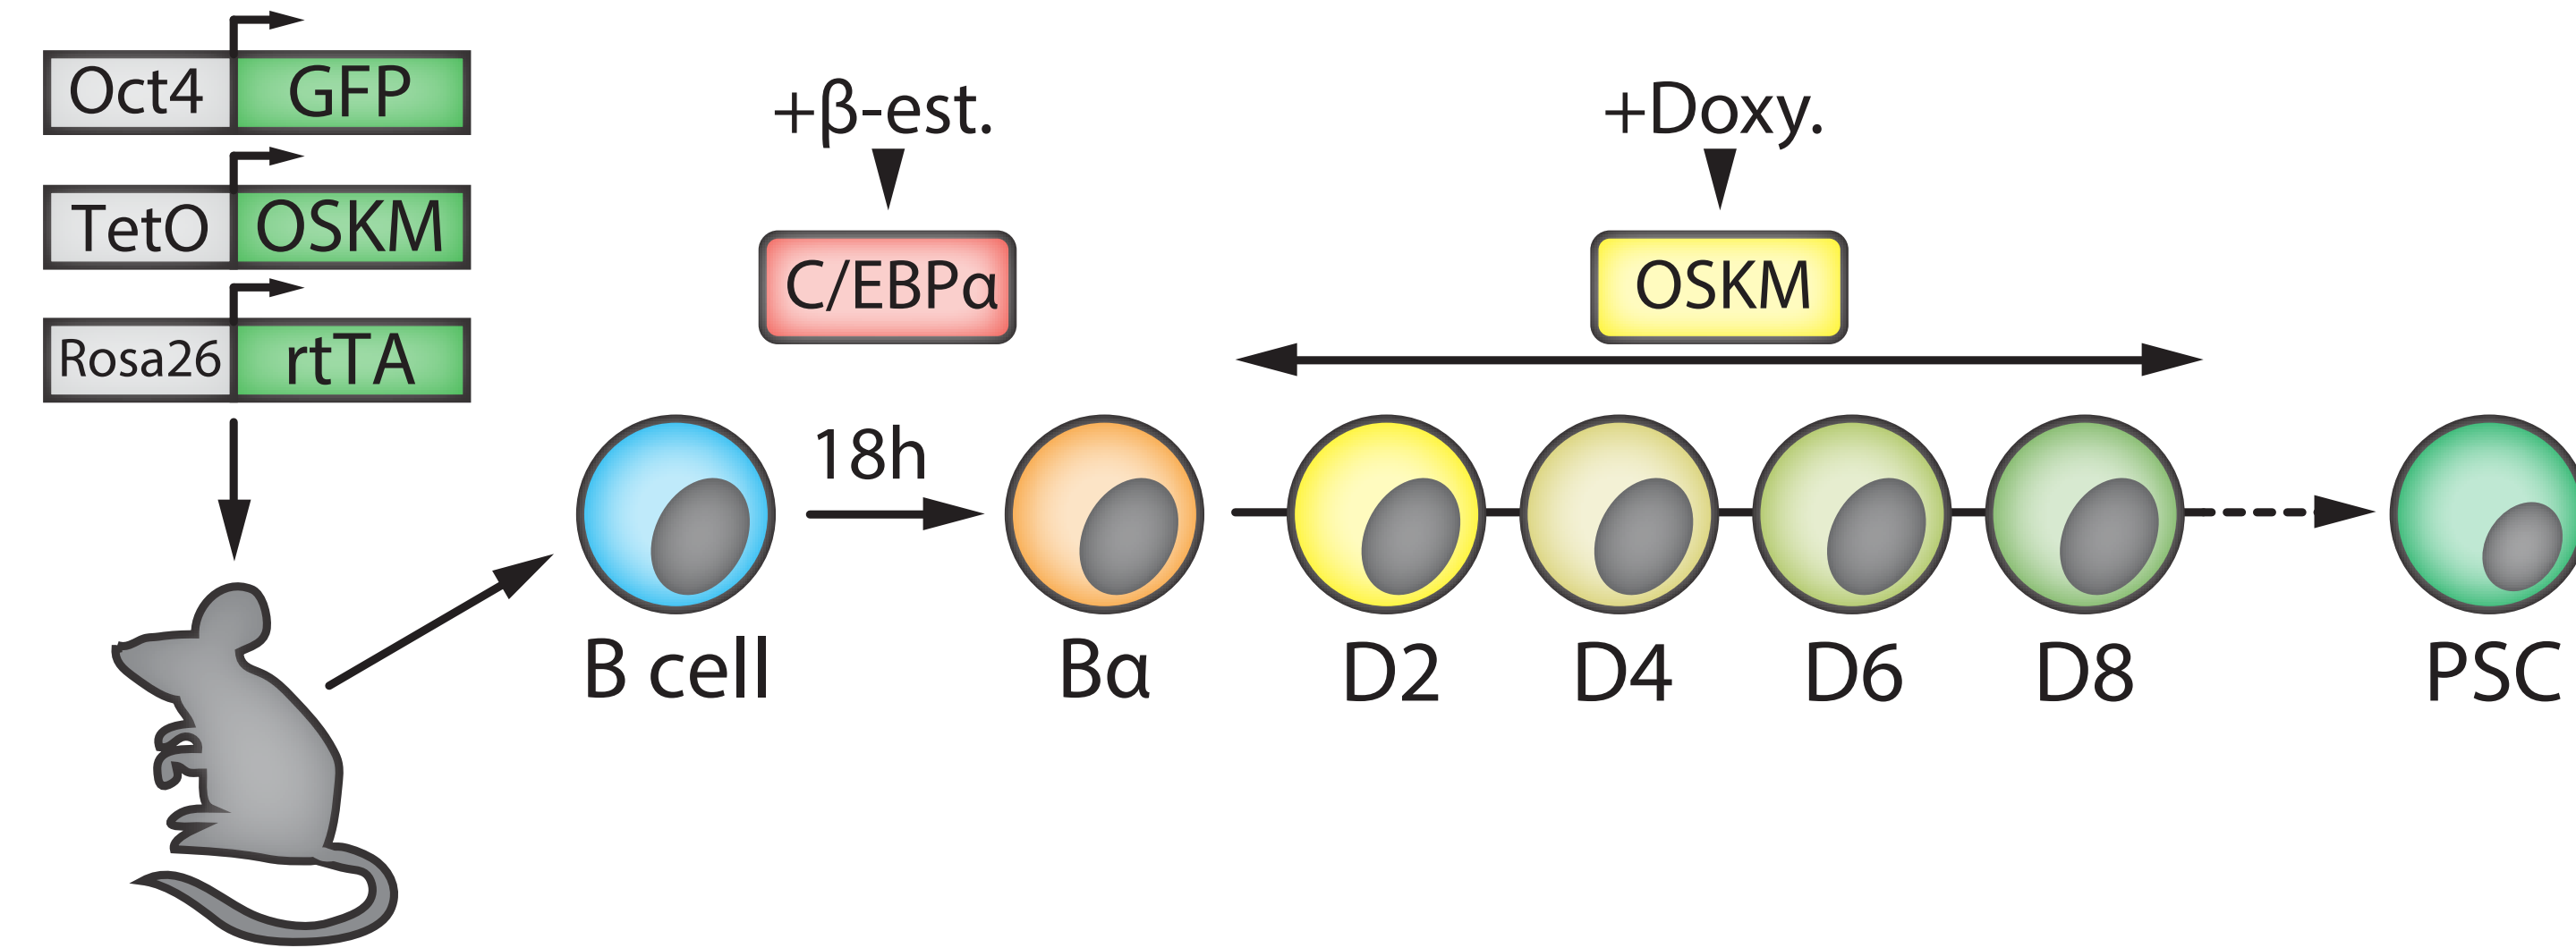 Oct4 GFP
TetO OSKM
Rosa26 rtTA
+β-est.
C/EBPα
+Doxy.
OSKM
18h
B cell
Bα
D2
D4
D6
D8
PSC